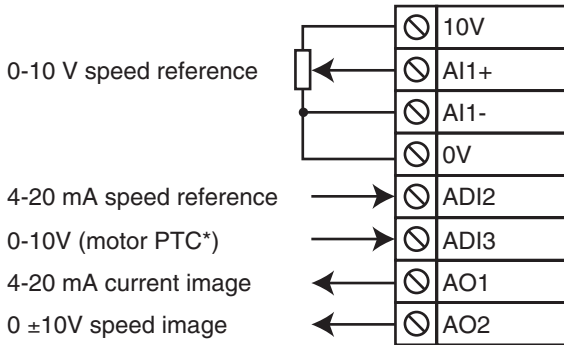 10V
0-10 V speed reference AI1+
AI1-
0V
4-20 mA speed reference ADI2
0-10V (motor PTC*) ADI3
4-20 mA current image AO1
0 ±10V speed image AO2